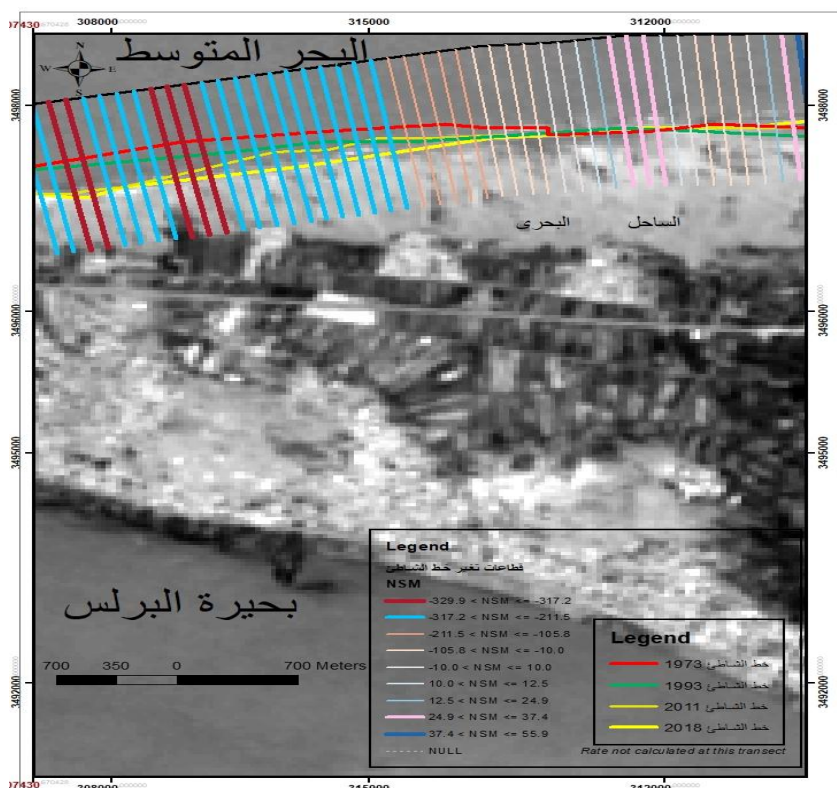 308000 315000 312000
البحر المتوسط
N
W E
S
3498000 3498000
البحري الساحل
3496000 3496000
3495000 3495000
بحيرة البرلس
700 350 0 700 Meters
Legend
قطاعات تغير خط الشاطئ
NSM
-329.9 < NSM <= -317.2
-317.2 < NSM <= -211.5
-211.5 < NSM <= -105.8
-105.8 < NSM <= -10.0
-10.0 < NSM <= 10.0
10.0 < NSM <= 12.5
12.5 < NSM <= 24.9
24.9 < NSM <= 37.4
37.4 < NSM <= 55.9
NULL
Legend
خط الشاطئ 1973
خط الشاطئ 1993
خط الشاطئ 2011
خط الشاطئ 2018
Rate not calculated at this transect
3492000 3492000
308000 315000 312000